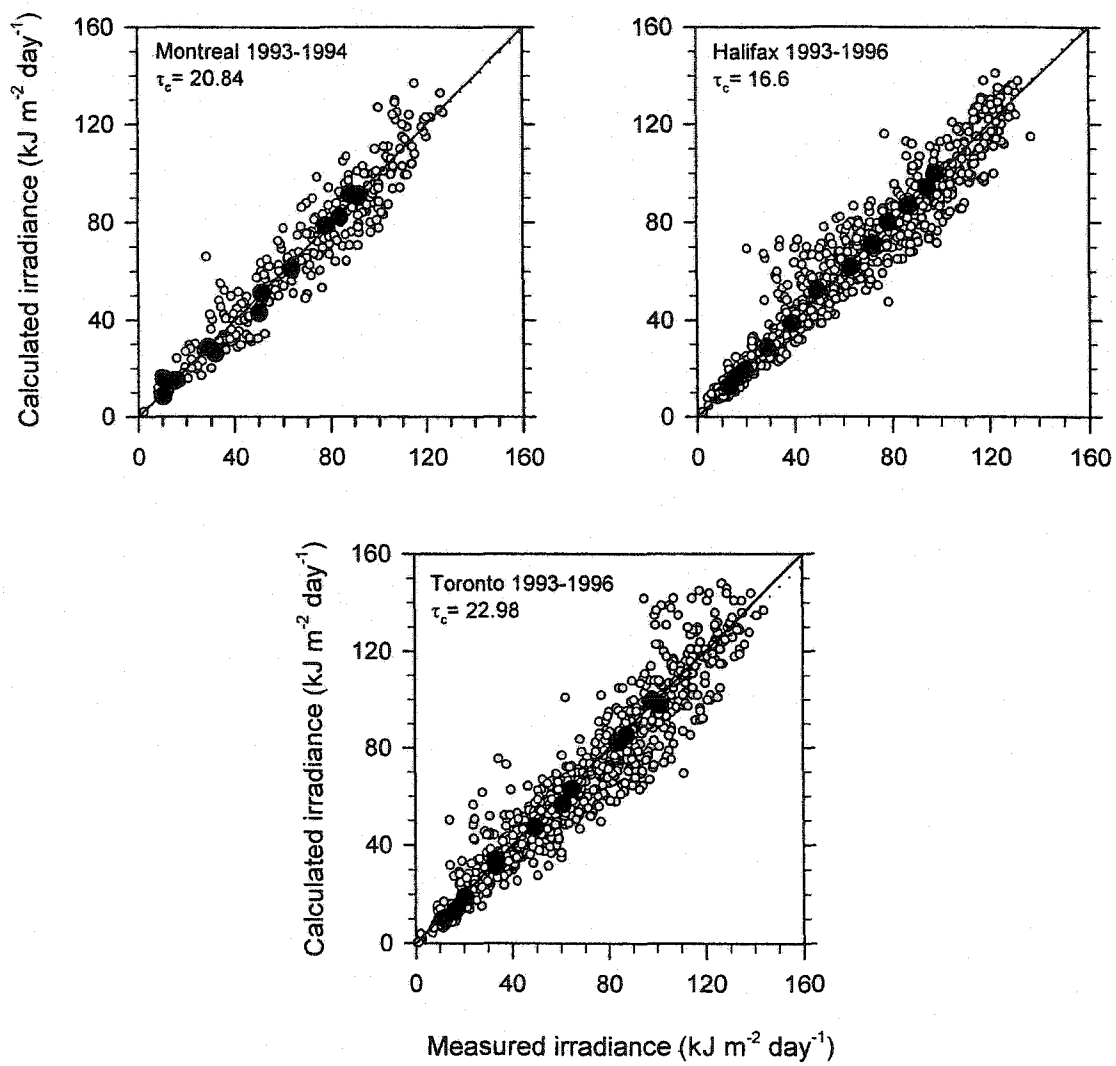 Montreal 1993-1994
τc= 20.84
Calculated irradiance (kJ m-2 day-1)
160
120
80
40
0
0 40 80 120 160
Halifax 1993-1996
τc= 16.6
160
120
80
40
0
0 40 80 120 160
Toronto 1993-1996
τc= 22.98
Calculated irradiance (kJ m-2 day-1)
160
120
80
40
0
0 40 80 120 160
Measured irradiance (kJ m-2 day-1)